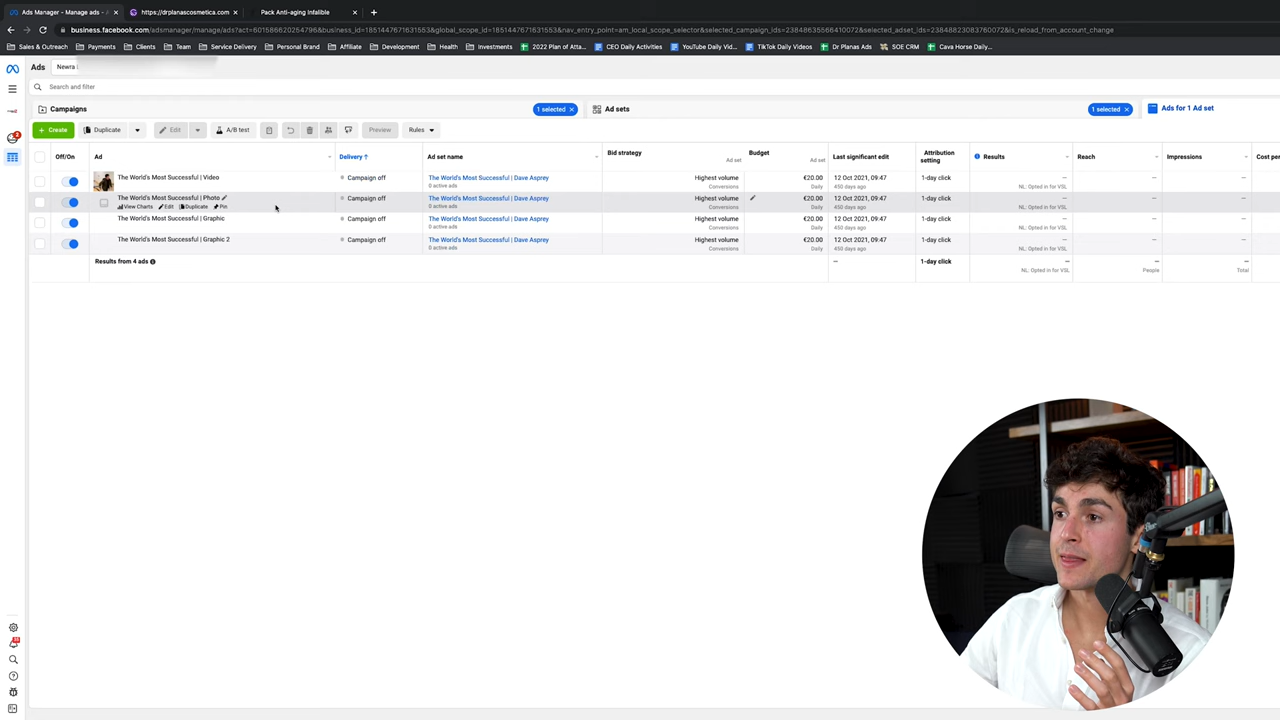 Ads Manager - Manage ads -
https://drplanascosmetica.com
Pack Anti-aging Infalible
business.facebook.com/adsmanager/manage/ads?act=601586620254796&business_id=1851447671631553&global_scope_id=1851447671631553&nav_entry_point=am_local_scope_selector&selected_campaign_ids=23848635566410072&selected_adset_ids=23848823083760072&is_reload_from_account_change
Sales & Outreach
Payments
Clients
Team
Service Delivery
Personal Brand
Affiliate
Development
Health
Investments
2022 Plan of Atta...
CEO Daily Activities
YouTube Daily Vid...
TikTok Daily Videos
Dr Planas Ads
SOE CRM
Cava Horse Daily...
Ads
Newra
Search and filter
Campaigns
1 selected
Ad sets
1 selected
Ads for 1 Ad set
Create
Duplicate
Edit
A/B test
Preview
Rules
Off/On
Ad
Delivery
Ad set name
Bid strategy
Ad set
Budget
Ad set
Last significant edit
Attribution
setting
Results
Reach
Impressions
Cost per
The World's Most Successful | Video
Campaign off
The World's Most Successful | Dave Asprey
0 active ads
Highest volume
Conversions
€20.00
Daily
12 Oct 2021, 09:47
450 days ago
1-day click
—
NL: Opted in for VSL
—
—
The World's Most Successful | Photo
View Charts
Edit
Duplicate
Pin
Campaign off
The World's Most Successful | Dave Asprey
0 active ads
Highest volume
Conversions
€20.00
Daily
12 Oct 2021, 09:47
450 days ago
1-day click
—
NL: Opted in for VSL
—
—
The World's Most Successful | Graphic
Campaign off
The World's Most Successful | Dave Asprey
0 active ads
Highest volume
Conversions
€20.00
Daily
12 Oct 2021, 09:47
450 days ago
1-day click
—
NL: Opted in for VSL
—
—
The World's Most Successful | Graphic 2
Campaign off
The World's Most Successful | Dave Asprey
0 active ads
Highest volume
Conversions
€20.00
Daily
12 Oct 2021, 09:47
450 days ago
1-day click
—
NL: Opted in for VSL
—
—
Results from 4 ads
—
1-day click
—
NL: Opted in for VSL
—
People
—
Total